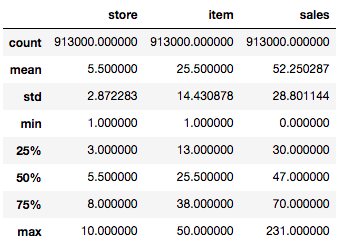 store item sales
count 913000.000000 913000.000000 913000.000000
mean 5.500000 25.500000 52.250287
std 2.872283 14.430878 28.801144
min 1.000000 1.000000 0.000000
25% 3.000000 13.000000 30.000000
50% 5.500000 25.500000 47.000000
75% 8.000000 38.000000 70.000000
max 10.000000 50.000000 231.000000